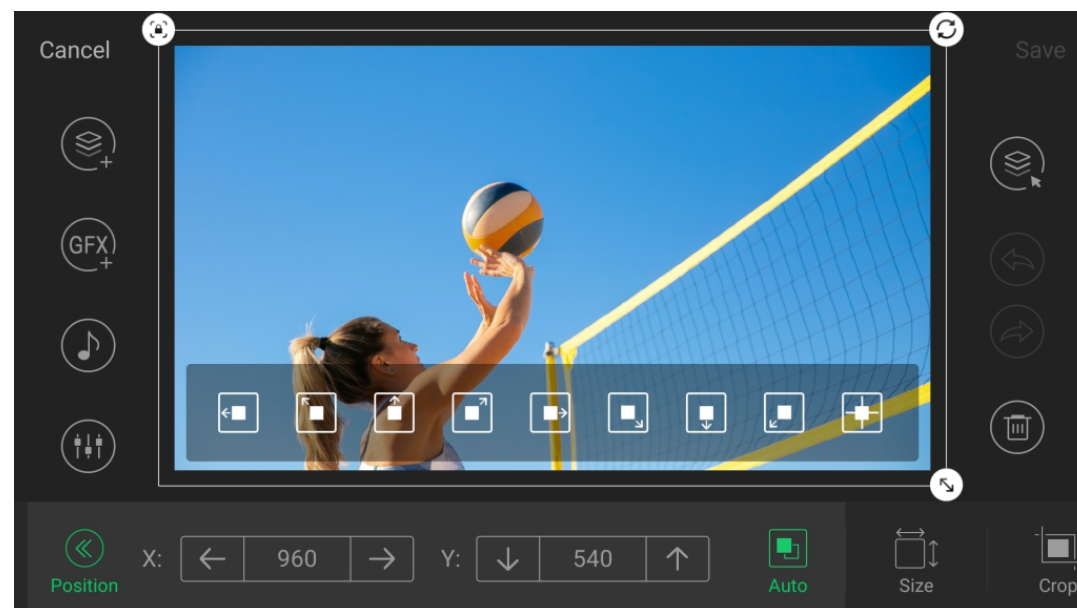 Cancel
Save
GFX
X:
960
Y:
540
Position
Auto
Size
Crop